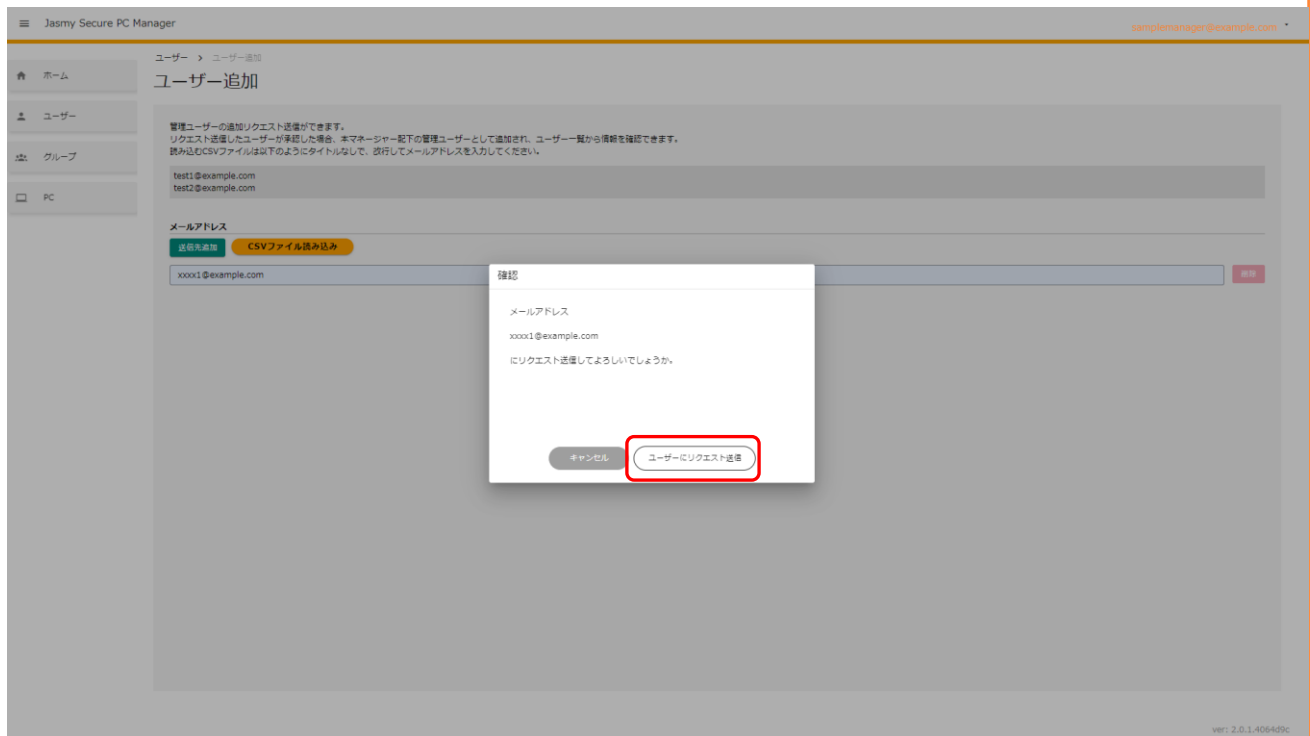 Jasmy Secure PC Manager
samplemanager@example.com
ユーザー > ユーザー追加
ユーザー追加
ホーム
ユーザー
グループ
PC
管理ユーザーの追加リクエスト送信ができます。
リクエスト送信したユーザーが承認した場合、本マネージャー配下の管理ユーザーとして追加され、ユーザー一覧から情報を確認できます。
読み込むCSVファイルは以下のようにタイトルなしで、改行してメールアドレスを入力してください。
test1@example.com
test2@example.com
メールアドレス
送信先追加 CSVファイル読み込み
xxxx1@example.com
削除
確認
メールアドレス
xxxx1@example.com
にリクエスト送信してよろしいでしょうか。
キャンセル ユーザーにリクエスト送信
ver: 2.0.1.4064d9c